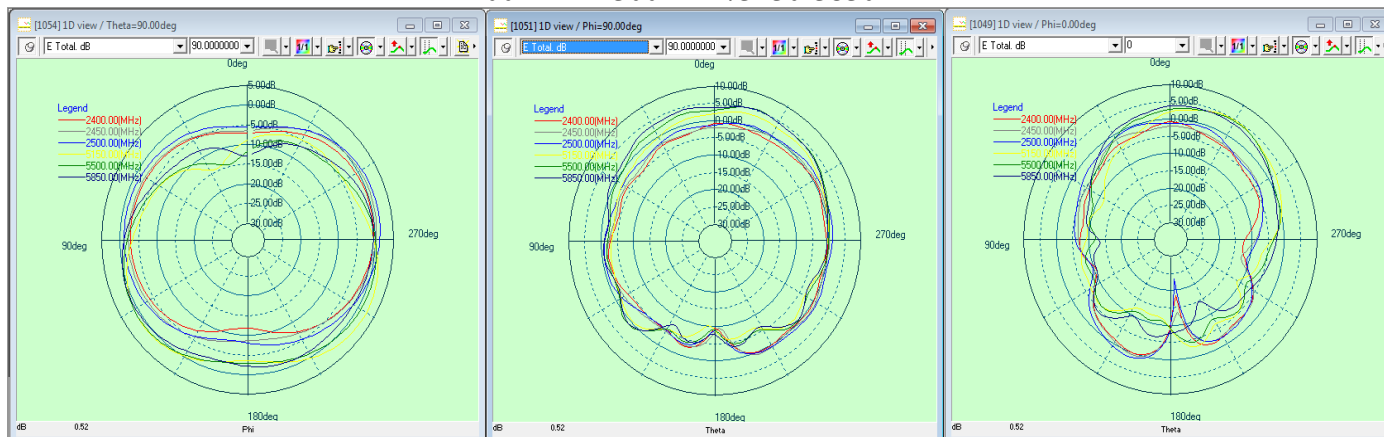 [1054] 1D view / Theta=90.00deg
E Total. dB
90.0000000
1/1
0deg
5.00dB
0.00dB
5.00dB
10.00dB
15.00dB
20.00dB
25.00dB
30.00dB
Legend
2400.00(MHz)
2450.00(MHz)
2500.00(MHz)
5500.00(MHz)
5850.00(MHz)
90deg
270deg
180deg
dB
0.52
Phi
[1051] 1D view / Phi=90.00deg
E Total. dB
90.0000000
1/1
0deg
10.00dB
5.00dB
0.00dB
5.00dB
10.00dB
15.00dB
20.00dB
25.00dB
30.00dB
Legend
2400.00(MHz)
2450.00(MHz)
2500.00(MHz)
5500.00(MHz)
5850.00(MHz)
90deg
270deg
180deg
dB
0.52
Theta
[1049] 1D view / Phi=0.00deg
E Total. dB
0
1/1
0deg
10.00dB
5.00dB
0.00dB
5.00dB
10.00dB
15.00dB
20.00dB
25.00dB
30.00dB
Legend
2400.00(MHz)
2450.00(MHz)
2500.00(MHz)
5500.00(MHz)
5850.00(MHz)
90deg
270deg
180deg
dB
0.52
Theta